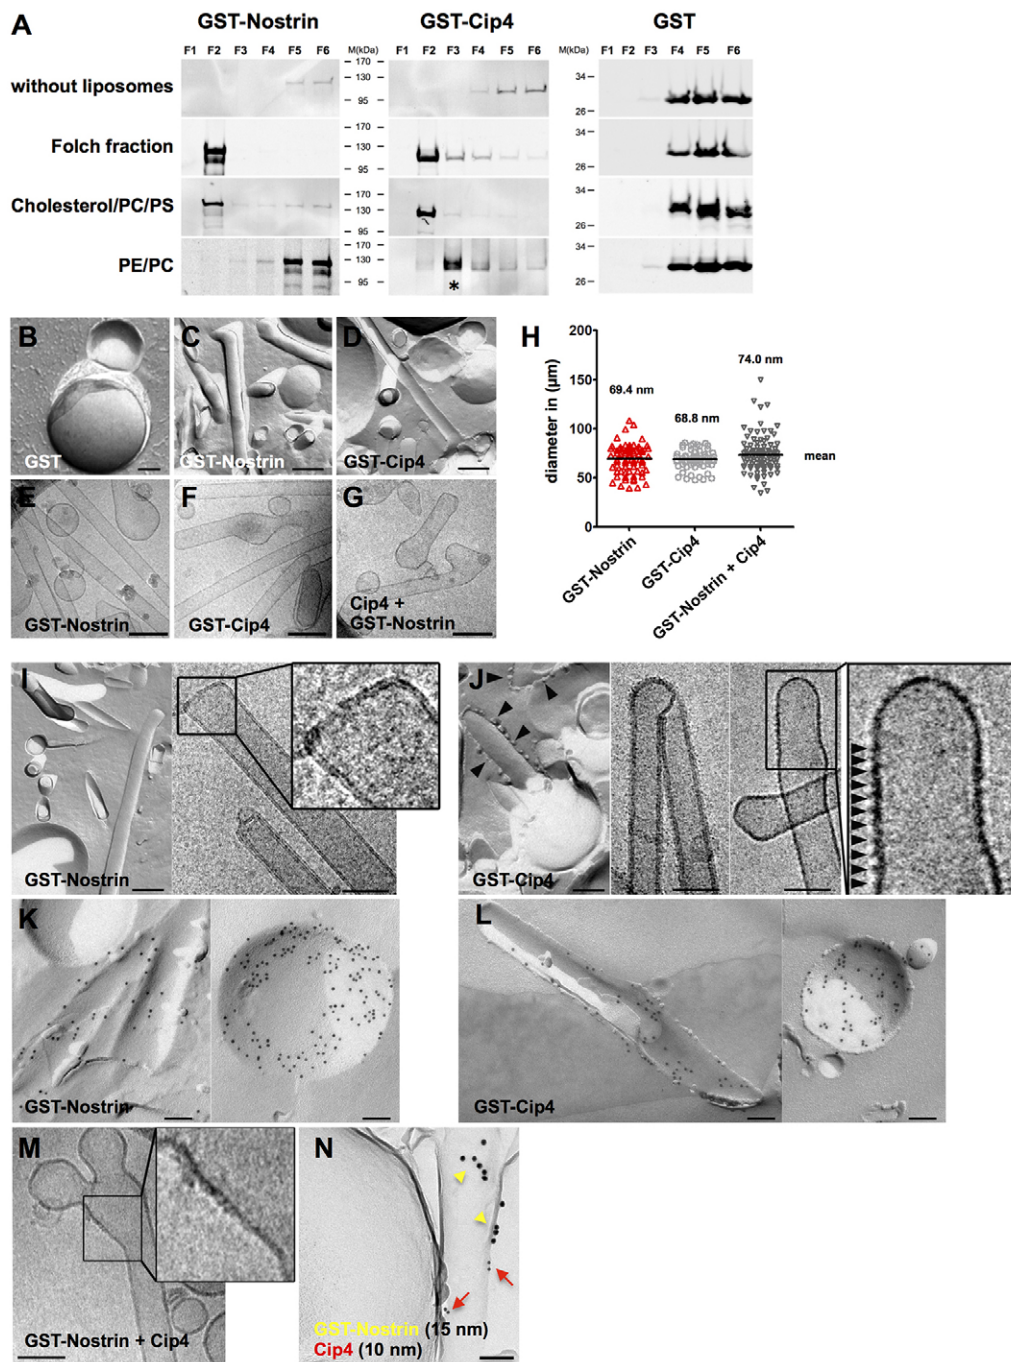 A
GST-Nostrin
GST-Cip4
GST
F1 F2 F3 F4 F5 F6 M(kDa) F1 F2 F3 F4 F5 F6 M(kDa) F1 F2 F3 F4 F5 F6
without liposomes
170
130
95
34
26
Folch fraction
170
130
95
34
26
Cholesterol/PC/PS
170
130
95
34
26
PE/PC
170
130
95
34
26
*
B
GST
C
GST-Nostrin
D
GST-Cip4
E
GST-Nostrin
F
GST-Cip4
G
Cip4 +
GST-Nostrin
H
diameter in (µm)
200
150
100
50
0
69.4 nm
68.8 nm
74.0 nm
mean
GST-Nostrin
GST-Cip4
GST-Nostrin + Cip4
I
GST-Nostrin
J
GST-Cip4
K
GST-Nostrin
L
GST-Cip4
M
GST-Nostrin + Cip4
N
GST-Nostrin (15 nm)
Cip4 (10 nm)